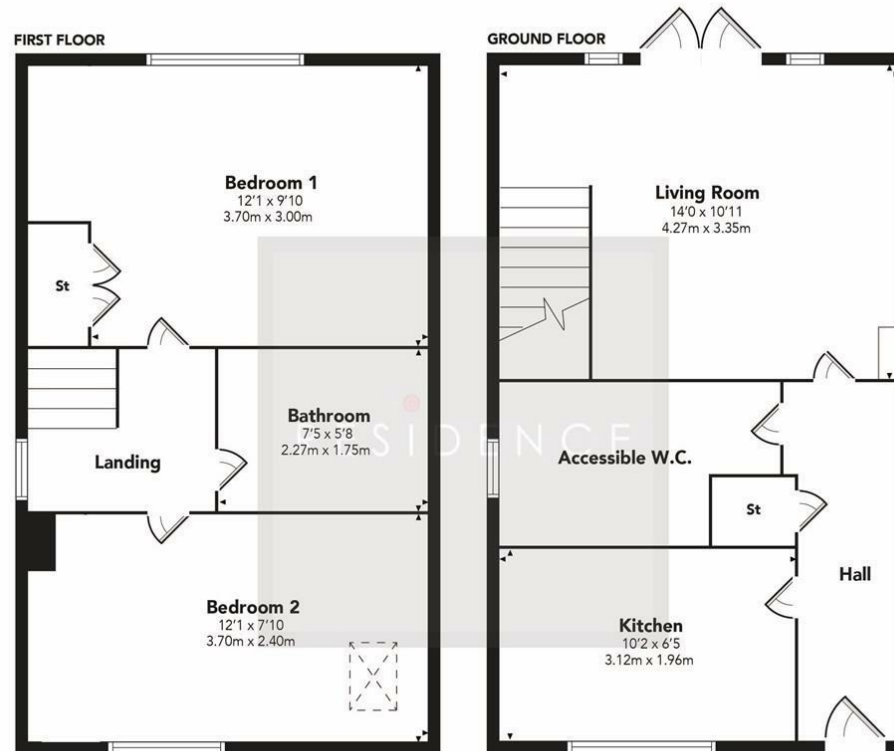 FIRST FLOOR
Bedroom 1
12'1 x 9'10
3.70m x 3.00m
St
Bathroom
7'5 x 5'8
2.27m x 1.75m
Landing
Bedroom 2
12'1 x 7'10
3.70m x 2.40m
GROUND FLOOR
Living Room
14'0 x 10'11
4.27m x 3.35m
Accessible W.C.
St
Hall
Kitchen
10'2 x 6'5
3.12m x 1.96m
RESIDENCE